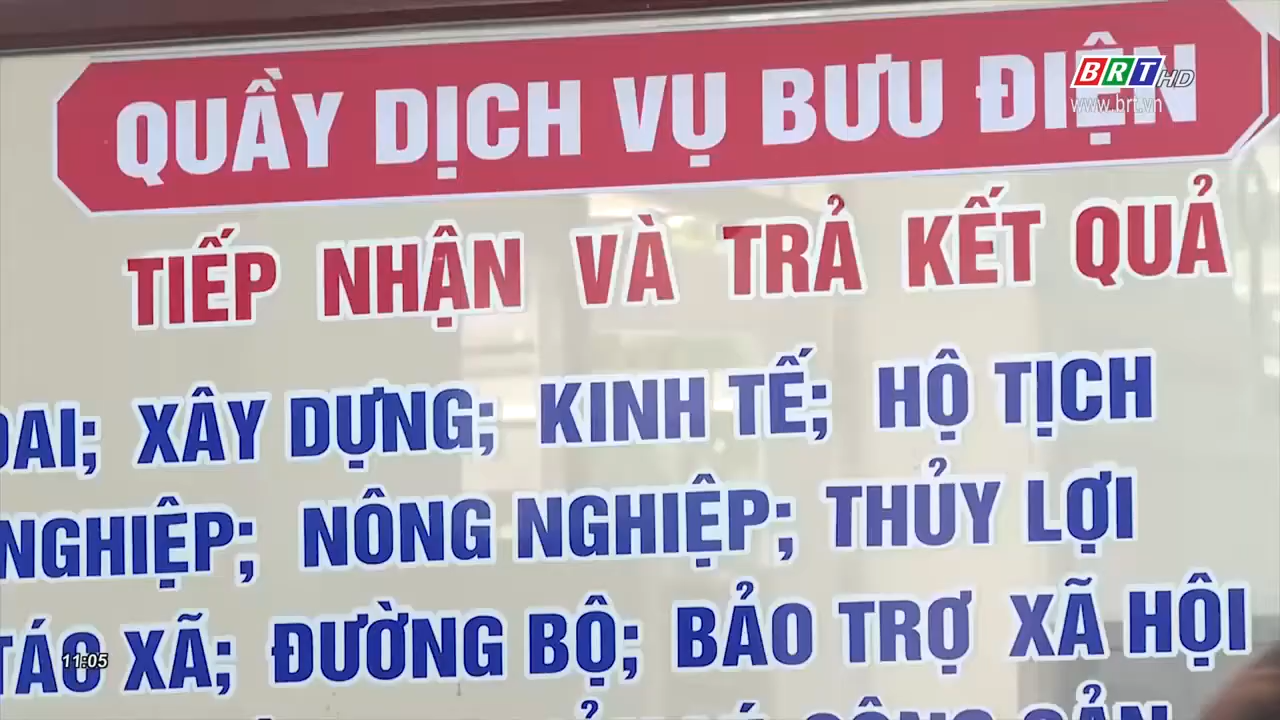 QUẦY DỊCH VỤ BƯU ĐIỆN
BRT HD
www.brt.vn
TIẾP NHẬN VÀ TRẢ KẾT QUẢ
ĐAI; XÂY DỰNG; KINH TẾ; HỘ TỊCH
NGHIỆP; NÔNG NGHIỆP; THỦY LỢI
TÁC XÃ; ĐƯỜNG BỘ; BẢO TRỢ XÃ HỘI
11:05
CÔNG SẢN